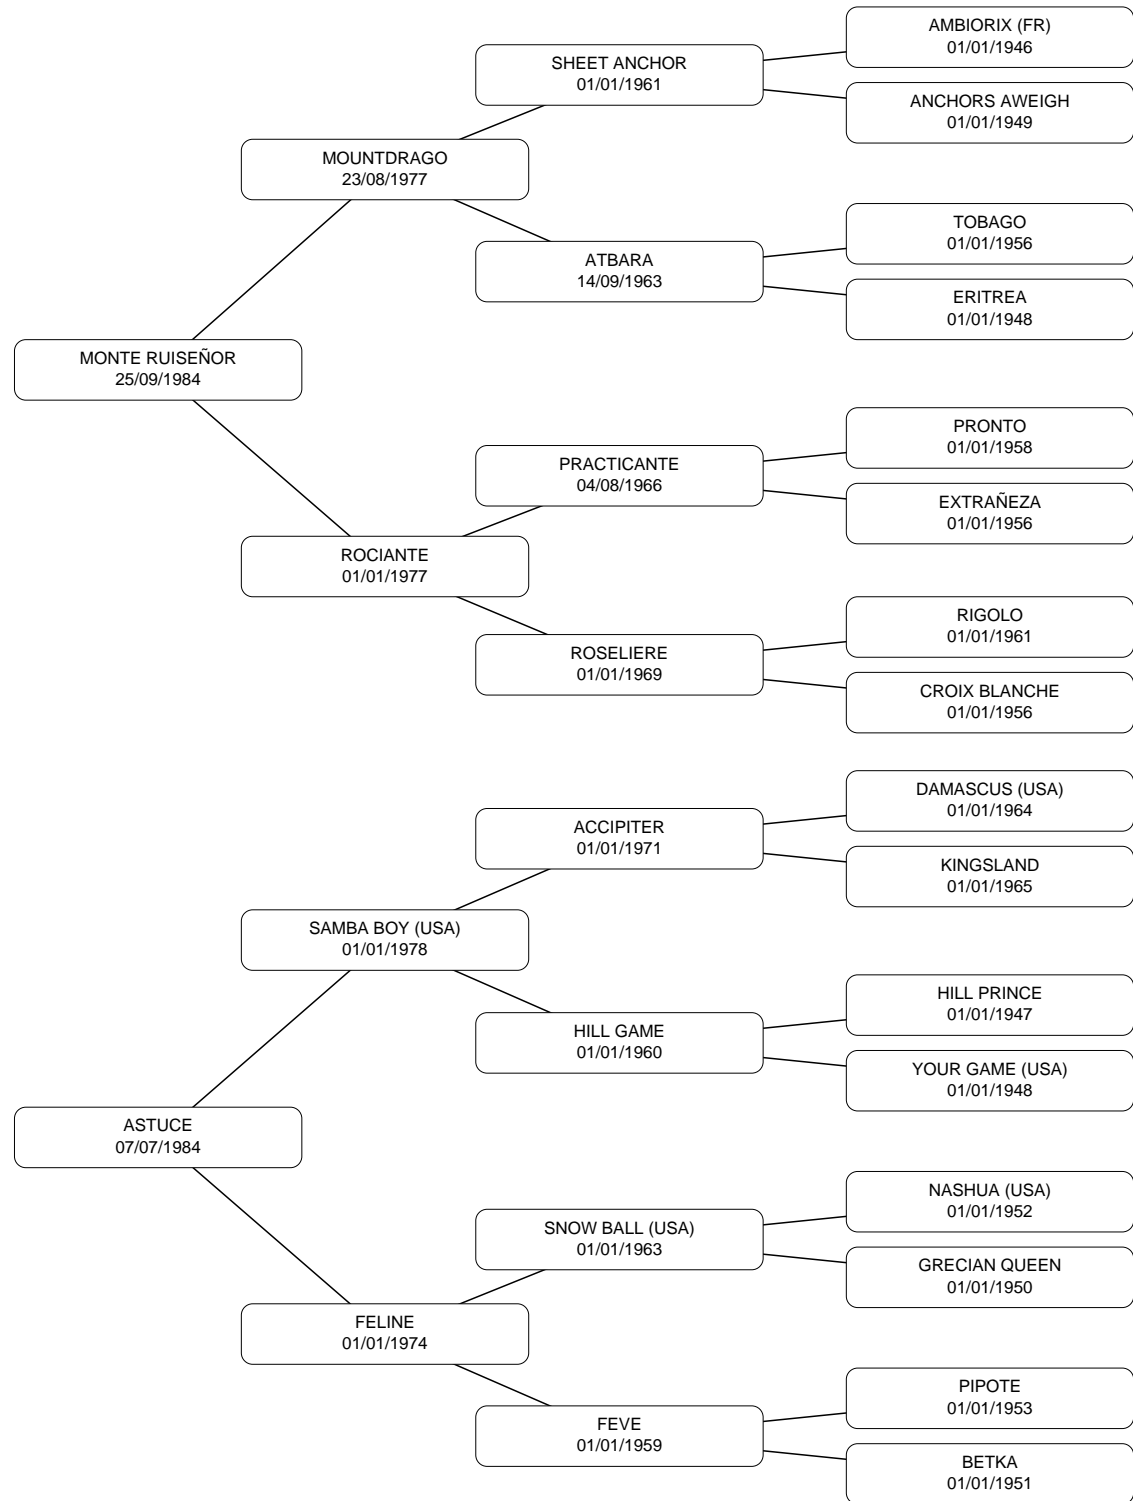 AMBIORIX (FR)
01/01/1946
SHEET ANCHOR
01/01/1961
ANCHORS AWEIGH
01/01/1949
MOUNTDRAGO
23/08/1977
TOBAGO
01/01/1956
ATBARA
14/09/1963
ERITREA
01/01/1948
MONTE RUISEÑOR
25/09/1984
PRONTO
01/01/1958
PRACTICANTE
04/08/1966
EXTRAÑEZA
01/01/1956
ROCIANTE
01/01/1977
RIGOLO
01/01/1961
ROSELIERE
01/01/1969
CROIX BLANCHE
01/01/1956
DAMASCUS (USA)
01/01/1964
ACCIPITER
01/01/1971
KINGSLAND
01/01/1965
SAMBA BOY (USA)
01/01/1978
HILL PRINCE
01/01/1947
HILL GAME
01/01/1960
YOUR GAME (USA)
01/01/1948
ASTUCE
07/07/1984
NASHUA (USA)
01/01/1952
SNOW BALL (USA)
01/01/1963
GRECIAN QUEEN
01/01/1950
FELINE
01/01/1974
PIPOTE
01/01/1953
FEVE
01/01/1959
BETKA
01/01/1951